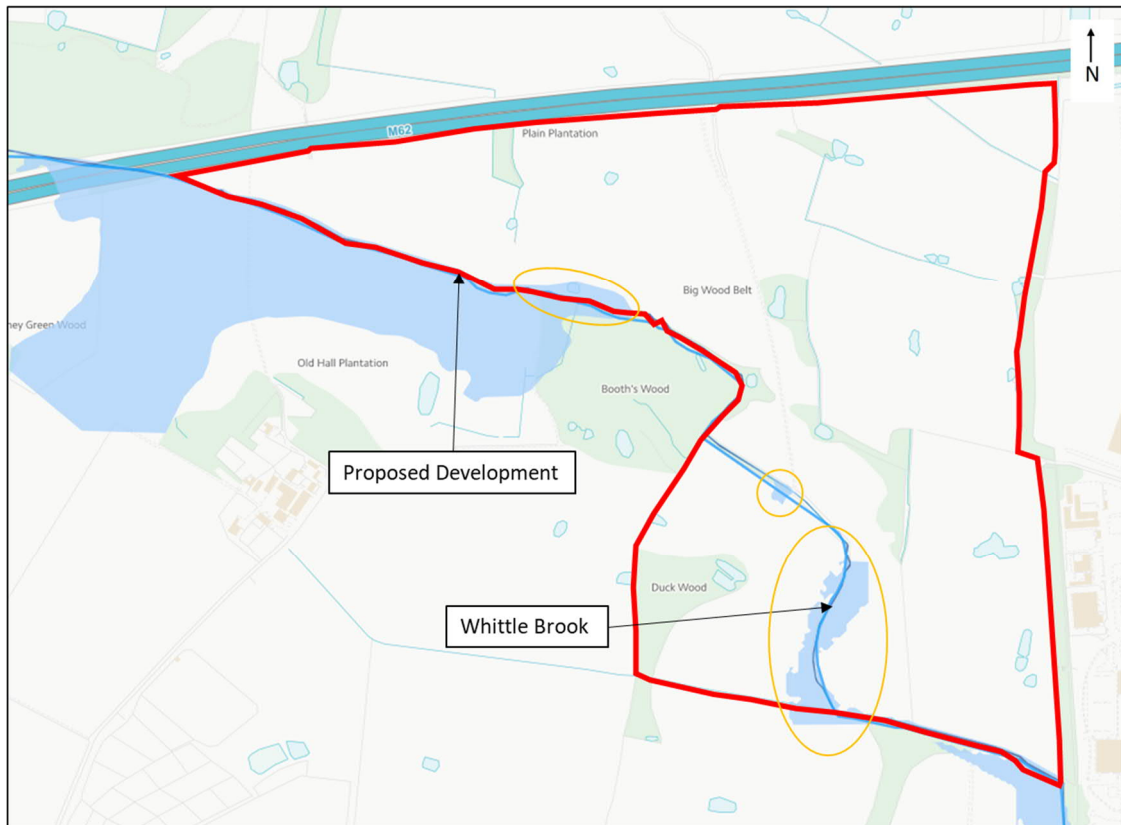 N
M62
Plain Plantation
Big Wood Belt
ney Green Wood
Old Hall Plantation
Booth's Wood
Proposed Development
Duck Wood
Whittle Brook